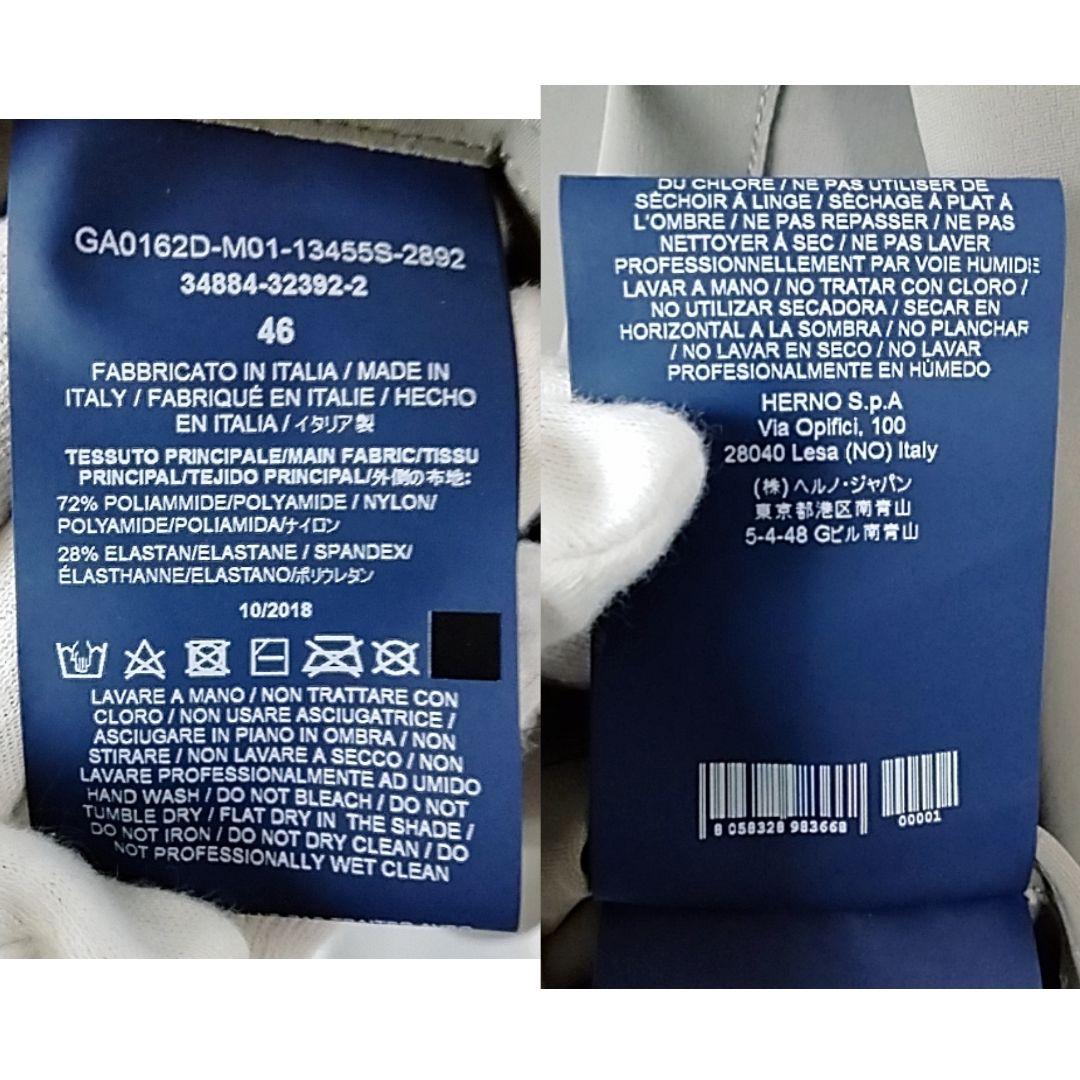 GA0162D-M01-13455S-2892
34884-32392-2
46
FABBRICATO IN ITALIA / MADE IN
ITALY / FABRIQUÉ EN ITALIE / HECHO
EN ITALIA / イタリア製
TESSUTO PRINCIPALE/MAIN FABRIC/TISSU
PRINCIPAL/TEJIDO PRINCIPAL/外側の布地:
72% POLIAMMIDE/POLYAMIDE / NYLON/
POLYAMIDE/POLIAMIDA/ナイロン
28% ELASTAN/ELASTANE / SPANDEX/
ÉLASTHANNE/ELASTANO/ポリウレタン
10/2018
LAVARE A MANO / NON TRATTARE CON
CLORO / NON USARE ASCIUGATRICE /
ASCIUGARE IN PIANO IN OMBRA / NON
STIRARE / NON LAVARE A SECCO / NON
LAVARE PROFESSIONALMENTE AD UMIDO
HAND WASH / DO NOT BLEACH / DO NOT
TUMBLE DRY / FLAT DRY IN THE SHADE /
DO NOT IRON / DO NOT DRY CLEAN / DO
NOT PROFESSIONALLY WET CLEAN
DU CHLORE / NE PAS UTILISER DE
SÉCHOIR À LINGE / SÉCHAGE À PLAT À
L'OMBRE / NE PAS REPASSER / NE PAS
NETTOYER À SEC / NE PAS LAVER
PROFESSIONNELLEMENT PAR VOIE HUMIDE
LAVAR A MANO / NO TRATAR CON CLORO /
NO UTILIZAR SECADORA / SECAR EN
HORIZONTAL A LA SOMBRA / NO PLANCHAR
/ NO LAVAR EN SECO / NO LAVAR
PROFESIONALMENTE EN HÚMEDO
HERNO S.p.A
Via Opifici, 100
28040 Lesa (NO) Italy
(株) ヘルノ・ジャパン
東京都港区南青山
5-4-48 Gビル南青山
8 058328 983668
00001